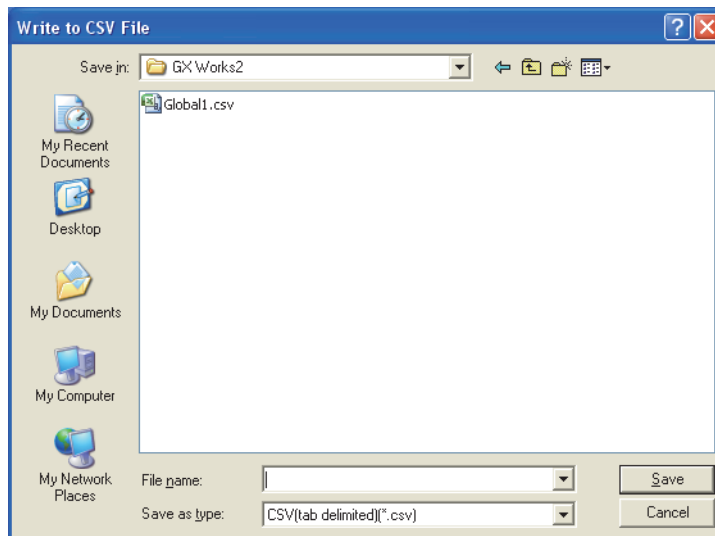 Write to CSV File
Save in: GX Works2
Global1.csv
My Recent
Documents
Desktop
My Documents
My Computer
My Network
Places
File name:
Save as type: CSV(tab delimited)(*.csv)
Save
Cancel